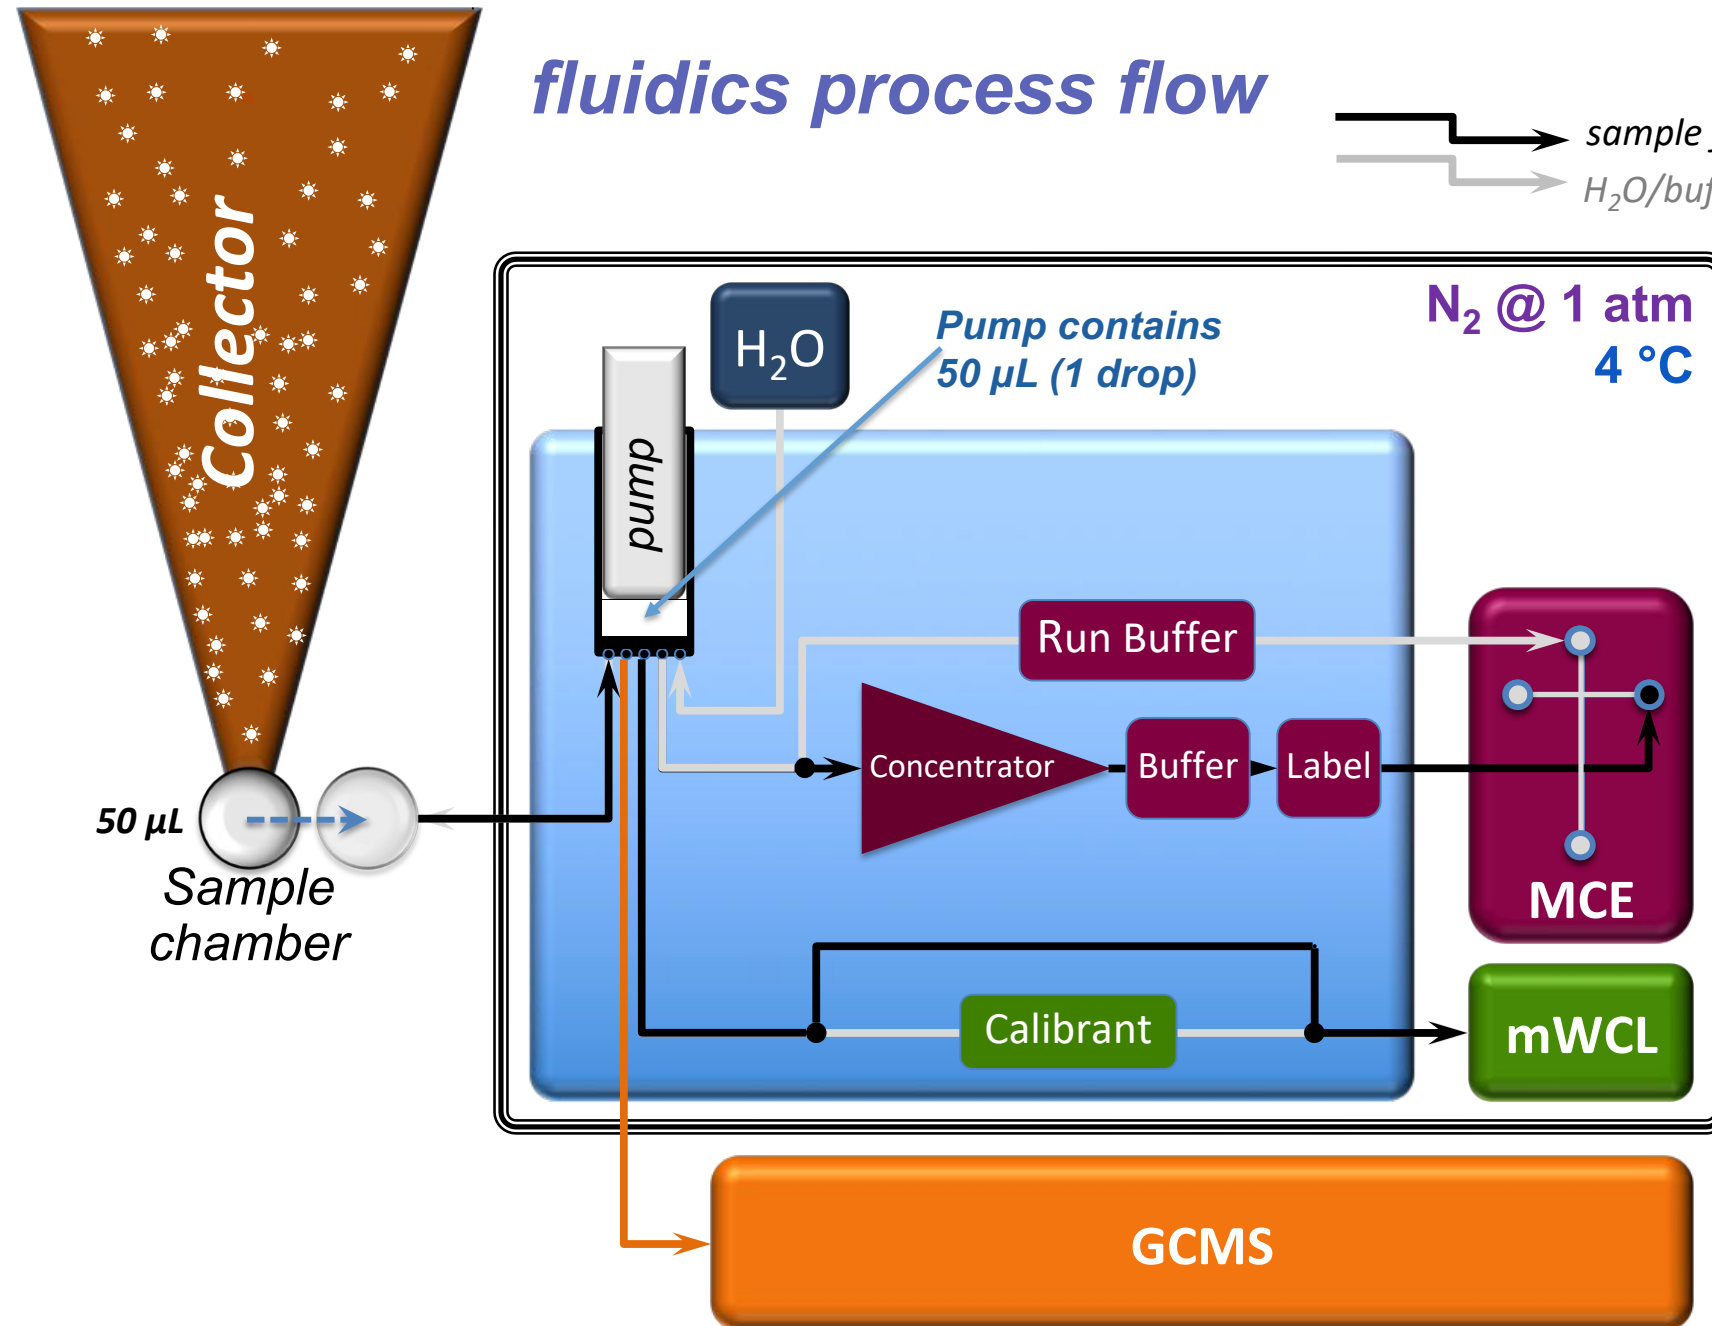 fluidics process flow
sample
H₂O/buf
Collector
N₂ @ 1 atm
4 °C
H₂O
Pump contains
50 µL (1 drop)
pump
Run Buffer
Concentrator
Buffer
Label
MCE
50 µL
Sample
chamber
Calibrant
mWCL
GCMS